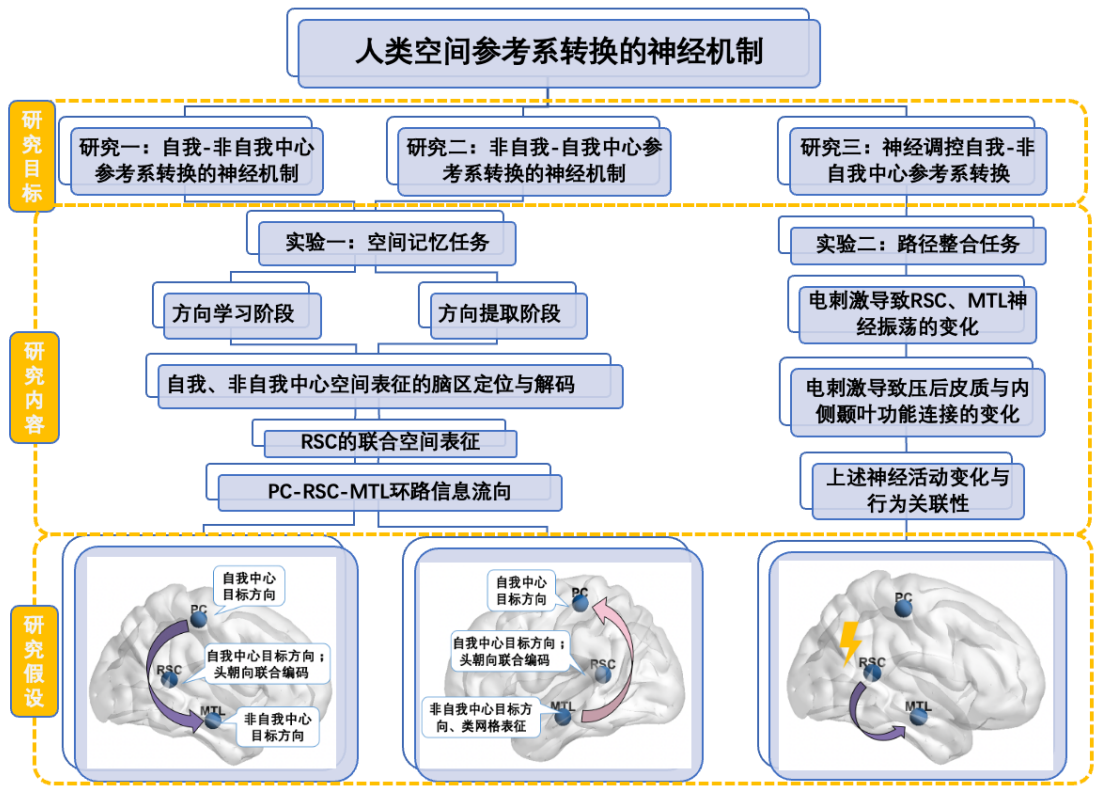 人类空间参考系转换的神经机制
研究目标
研究一：自我-非自我中心
参考系转换的神经机制
研究二：非自我-自我中心参
考系转换的神经机制
研究三：神经调控自我-非
自我中心参考系转换
研究内容
实验一：空间记忆任务
方向学习阶段
方向提取阶段
自我、非自我中心空间表征的脑区定位与解码
RSC的联合空间表征
PC-RSC-MTL环路信息流向
实验二：路径整合任务
电刺激导致RSC、MTL神
经振荡的变化
电刺激导致压后皮质与内
侧颞叶功能连接的变化
上述神经活动变化与
行为关联性
研究假设
自我中心
目标方向
PC
自我中心目标方向；
头朝向联合编码
RSC
MTL
非自我中心
目标方向
自我中心
目标方向
PC
自我中心目标方向；
头朝向联合编码
RSC
非自我中心目标方
向、类网格表征
MTL
PC
RSC
MTL